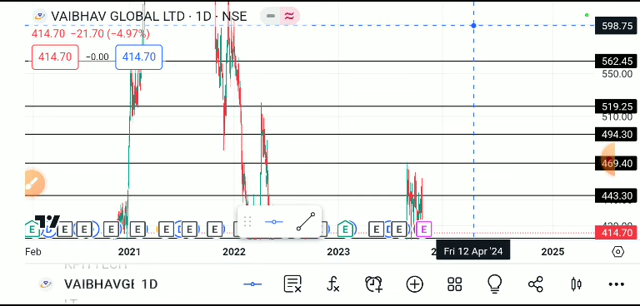 VAIBHAV GLOBAL LTD · 1D · NSE
414.70 −21.70 (−4.97%)
414.70 −0.00 414.70
598.75
562.45
550.00
519.25
510.00
494.30
469.40
443.30
414.70
E E E E E E E E E E E E E E
Feb 2021 2022 2023 Fri 12 Apr '24 2025
VAIBHAVGL 1D